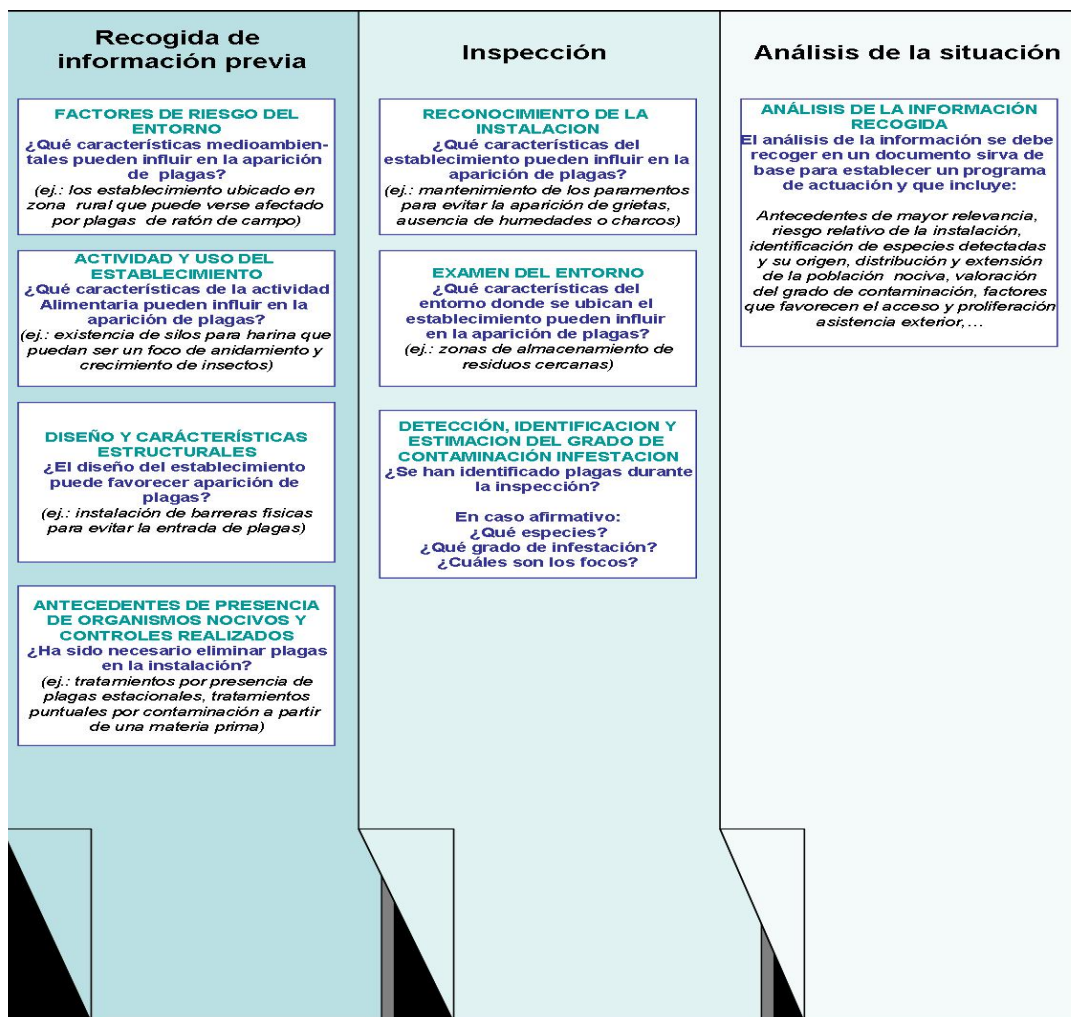 Recogida de
información previa
FACTORES DE RIESGO DEL
ENTORNO
¿Qué características medioambien-
tales pueden influir en la aparición
de plagas?
(ej.: los establecimiento ubicado en
zona rural que puede verse afectado
por plagas de ratón de campo)
ACTIVIDAD Y USO DEL
ESTABLECIMIENTO
¿Qué características de la actividad
Alimentaria pueden influir en la
aparición de plagas?
(ej.: existencia de silos para harina que
puedan ser un foco de anidamiento y
crecimiento de insectos)
DISEÑO Y CARÁCTERÍSTICAS
ESTRUCTURALES
¿El diseño del establecimiento
puede favorecer aparición de
plagas?
(ej.: instalación de barreras fisicas
para evitar la entrada de plagas)
ANTECEDENTES DE PRESENCIA
DE ORGANISMOS NOCIVOS Y
CONTROLES REALIZADOS
¿Ha sido necesario eliminar plagas
en la instalación?
(ej.: tratamientos por presencia de
plagas estacionales, tratamientos
puntuales por contaminación a partir
de una materia prima)
Inspección
RECONOCIMIENTO DE LA
INSTALACION
¿Qué características del
establecimiento pueden influir en la
aparición de plagas?
(ej.: mantenimiento de los paramentos
para evitar la aparición de grietas,
ausencia de humedades o charcos)
EXAMEN DEL ENTORNO
¿Qué características del
entorno donde se ubican el
establecimiento pueden influir
en la aparición de plagas?
(ej.: zonas de almacenamiento de
residuos cercanas)
DETECCIÓN, IDENTIFICACION Y
ESTIMACION DEL GRADO DE
CONTAMINACIÓN INFESTACION
¿Se han identificado plagas durante
la inspección?
En caso afirmativo:
¿Qué especies?
¿Qué grado de infestación?
¿Cuáles son los focos?
Análisis de la situación
ANÁLISIS DE LA INFORMACIÓN
RECOGIDA
El análisis de la información se debe
recoger en un documento sirva de
base para establecer un programa
de actuación y que incluye:
Antecedentes de mayor relevancia,
riesgo relativo de la instalación,
identificación de especies detectadas
y su origen, distribución y extensión
de la población nociva, valoración
del grado de contaminación, factores
que favorecen el acceso y proliferación
asistencia exterior,…